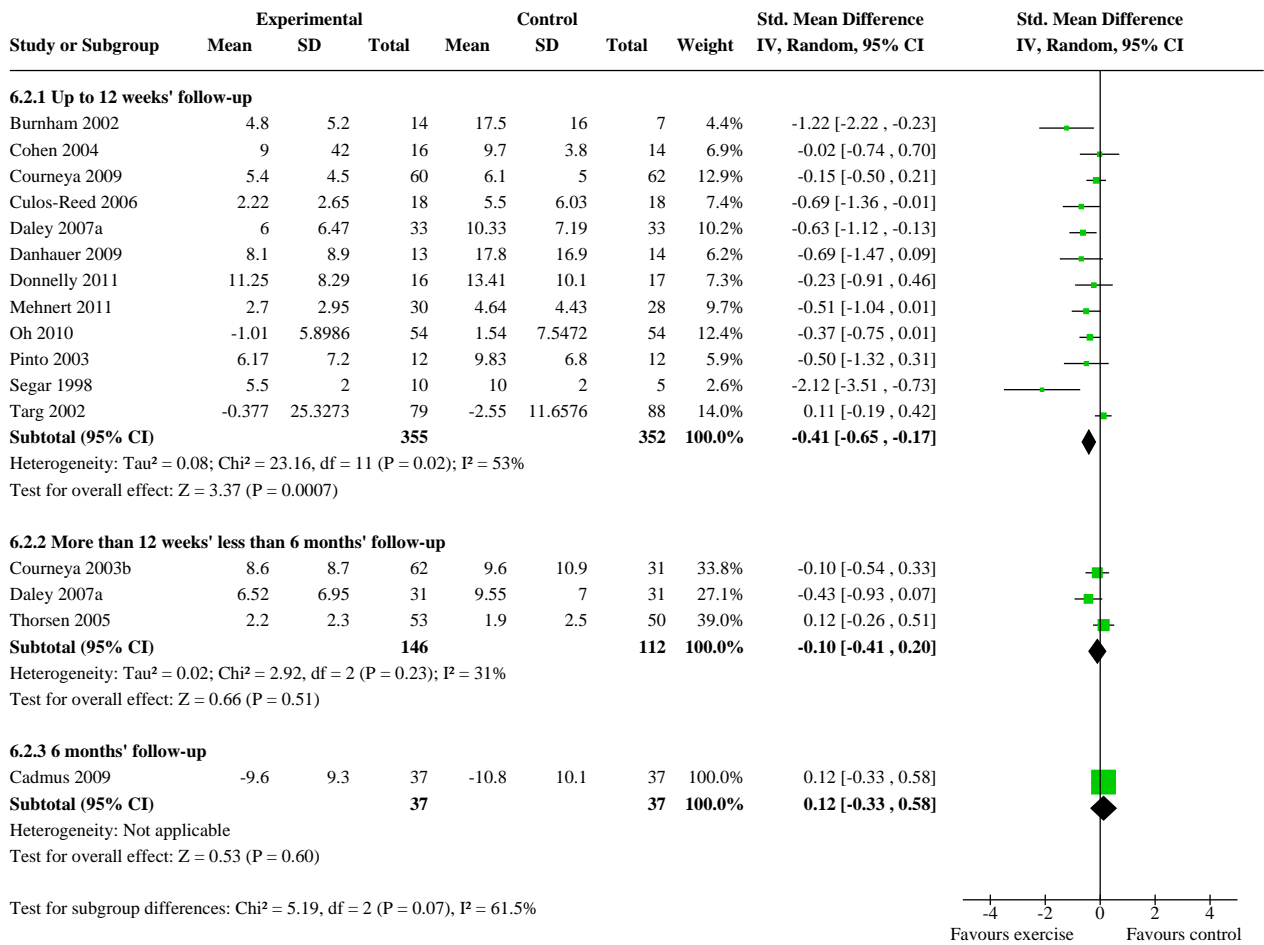 Experimental Control Std. Mean Difference Std. Mean Difference
Study or Subgroup Mean SD Total Mean SD Total Weight IV, Random, 95% CI IV, Random, 95% CI
6.2.1 Up to 12 weeks' follow-up
Burnham 2002 4.8 5.2 14 17.5 16 7 4.4% -1.22 [-2.22 , -0.23]
Cohen 2004 9 42 16 9.7 3.8 14 6.9% -0.02 [-0.74 , 0.70]
Courneya 2009 5.4 4.5 60 6.1 5 62 12.9% -0.15 [-0.50 , 0.21]
Culos-Reed 2006 2.22 2.65 18 5.5 6.03 18 7.4% -0.69 [-1.36 , -0.01]
Daley 2007a 6 6.47 33 10.33 7.19 33 10.2% -0.63 [-1.12 , -0.13]
Danhauer 2009 8.1 8.9 13 17.8 16.9 14 6.2% -0.69 [-1.47 , 0.09]
Donnelly 2011 11.25 8.29 16 13.41 10.1 17 7.3% -0.23 [-0.91 , 0.46]
Mehnert 2011 2.7 2.95 30 4.64 4.43 28 9.7% -0.51 [-1.04 , 0.01]
Oh 2010 -1.01 5.8986 54 1.54 7.5472 54 12.4% -0.37 [-0.75 , 0.01]
Pinto 2003 6.17 7.2 12 9.83 6.8 12 5.9% -0.50 [-1.32 , 0.31]
Segar 1998 5.5 2 10 10 2 5 2.6% -2.12 [-3.51 , -0.73]
Targ 2002 -0.377 25.3273 79 -2.55 11.6576 88 14.0% 0.11 [-0.19 , 0.42]
Subtotal (95% CI) 355 352 100.0% -0.41 [-0.65 , -0.17]
Heterogeneity: Tau² = 0.08; Chi² = 23.16, df = 11 (P = 0.02); I² = 53%
Test for overall effect: Z = 3.37 (P = 0.0007)
6.2.2 More than 12 weeks' less than 6 months' follow-up
Courneya 2003b 8.6 8.7 62 9.6 10.9 31 33.8% -0.10 [-0.54 , 0.33]
Daley 2007a 6.52 6.95 31 9.55 7 31 27.1% -0.43 [-0.93 , 0.07]
Thorsen 2005 2.2 2.3 53 1.9 2.5 50 39.0% 0.12 [-0.26 , 0.51]
Subtotal (95% CI) 146 112 100.0% -0.10 [-0.41 , 0.20]
Heterogeneity: Tau² = 0.02; Chi² = 2.92, df = 2 (P = 0.23); I² = 31%
Test for overall effect: Z = 0.66 (P = 0.51)
6.2.3 6 months' follow-up
Cadmus 2009 -9.6 9.3 37 -10.8 10.1 37 100.0% 0.12 [-0.33 , 0.58]
Subtotal (95% CI) 37 37 100.0% 0.12 [-0.33 , 0.58]
Heterogeneity: Not applicable
Test for overall effect: Z = 0.53 (P = 0.60)
Test for subgroup differences: Chi² = 5.19, df = 2 (P = 0.07), I² = 61.5%
-4 -2 0 2 4
Favours exercise Favours control